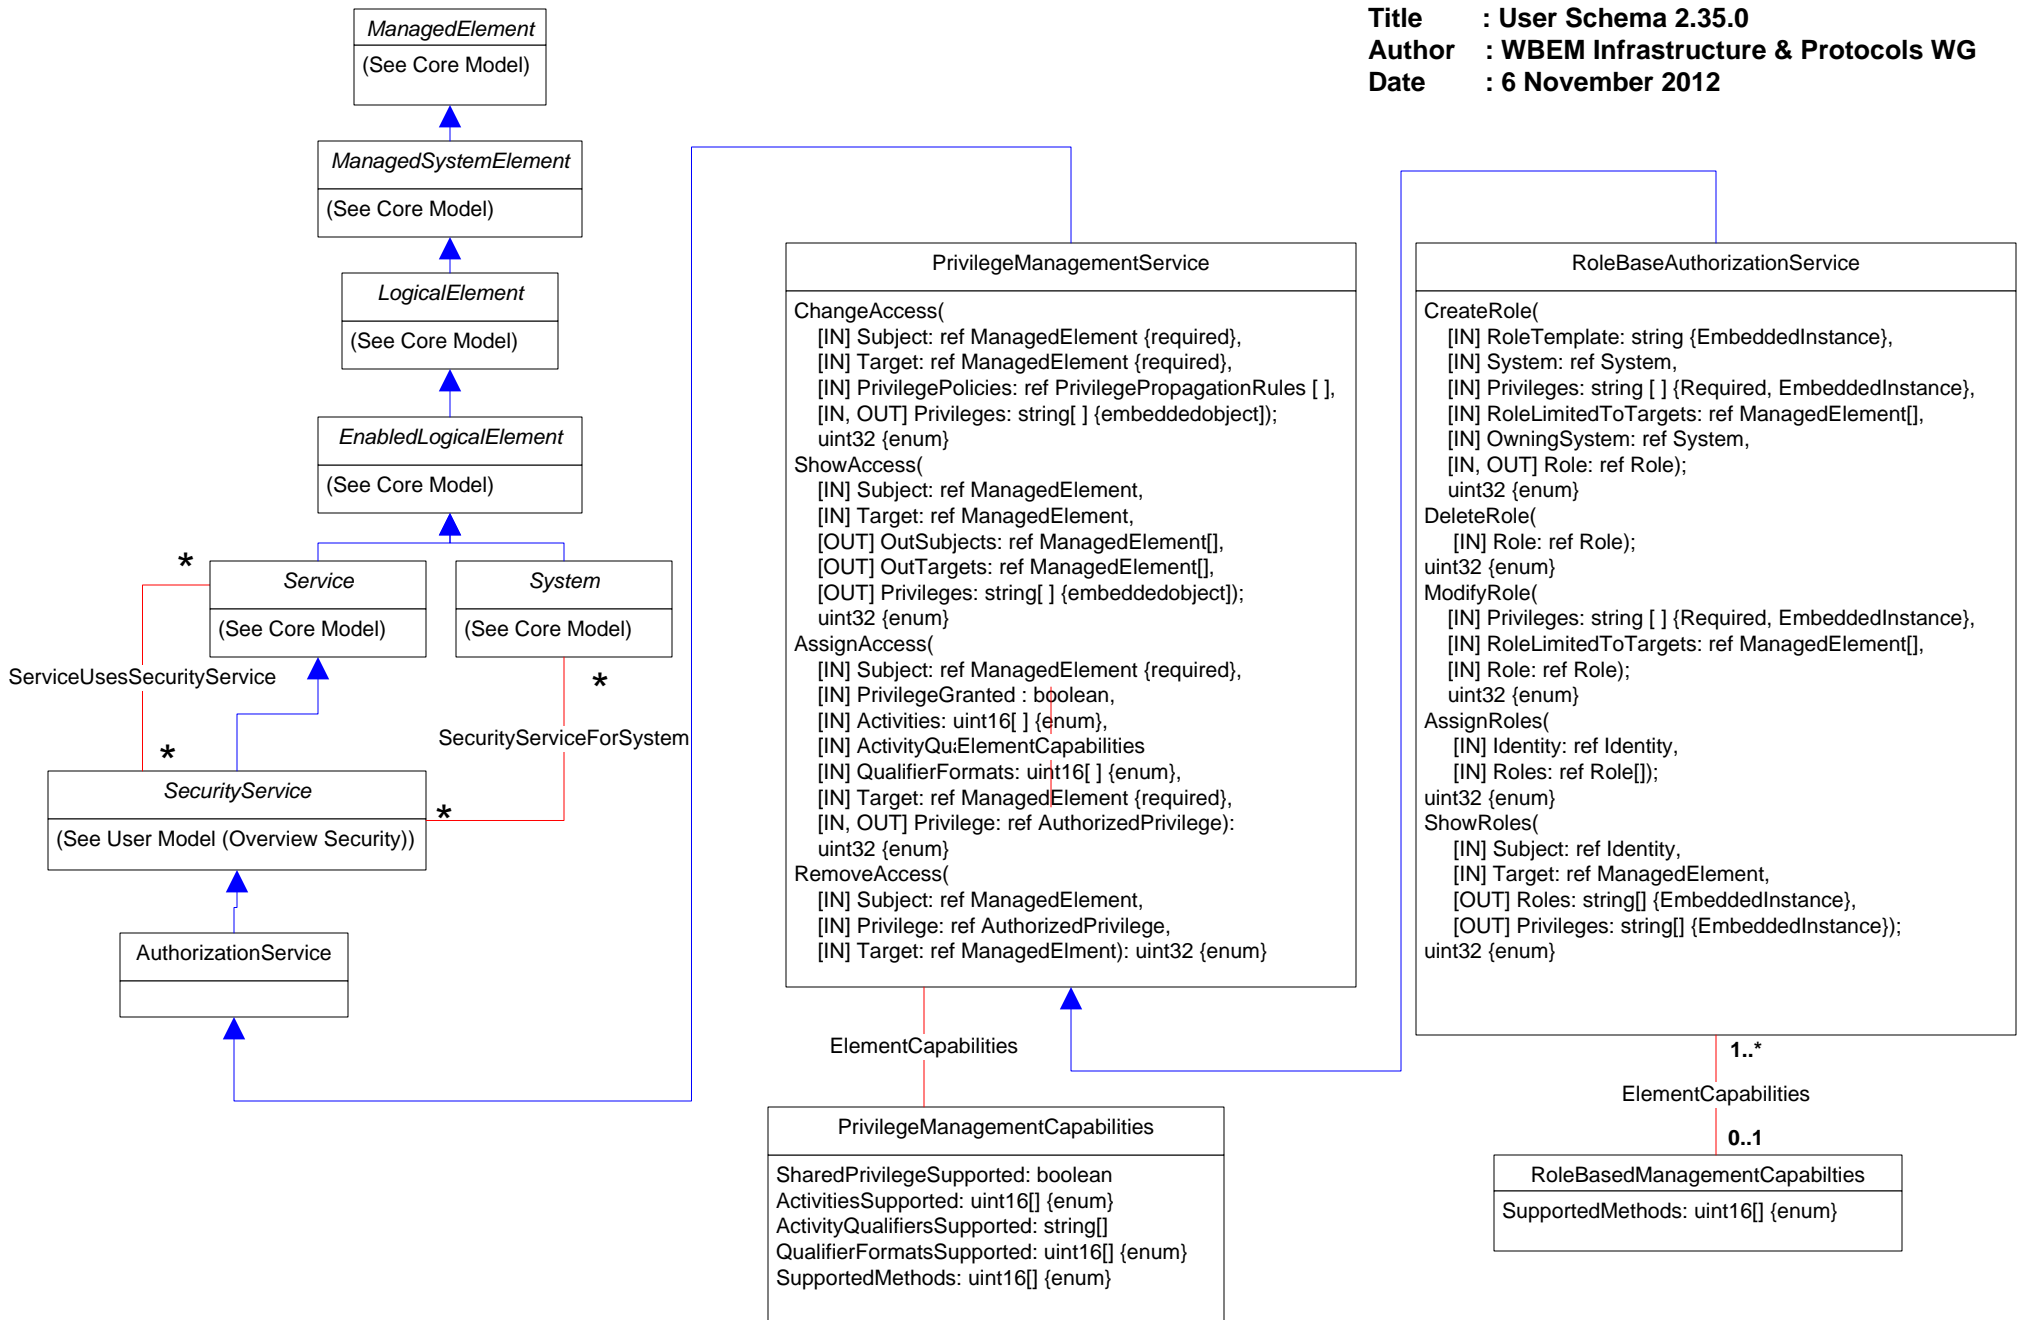 Title : User Schema 2.35.0
Author : WBEM Infrastructure & Protocols WG
Date : 6 November 2012
ManagedElement
(See Core Model)
ManagedSystemElement
(See Core Model)
LogicalElement
(See Core Model)
EnabledLogicalElement
(See Core Model)
*
Service
(See Core Model)
System
(See Core Model)
ServiceUsesSecurityService
*
*
SecurityServiceForSystem
SecurityService
*
(See User Model (Overview Security))
AuthorizationService
PrivilegeManagementService
ChangeAccess(
[IN] Subject: ref ManagedElement {required},
[IN] Target: ref ManagedElement {required},
[IN] PrivilegePolicies: ref PrivilegePropagationRules [ ],
[IN, OUT] Privileges: string[ ] {embeddedobject]);
uint32 {enum}
ShowAccess(
[IN] Subject: ref ManagedElement,
[IN] Target: ref ManagedElement,
[OUT] OutSubjects: ref ManagedElement[],
[OUT] OutTargets: ref ManagedElement[],
[OUT] Privileges: string[ ] {embeddedobject]);
uint32 {enum}
AssignAccess(
[IN] Subject: ref ManagedElement {required},
[IN] PrivilegeGranted : boolean,
[IN] Activities: uint16[ ] {enum},
[IN] ElementCapabilities
[IN] QualifierFormats: uint16[ ] {enum},
[IN] Target: ref ManagedElement {required},
[IN, OUT] Privilege: ref AuthorizedPrivilege):
uint32 {enum}
RemoveAccess(
[IN] Subject: ref ManagedElement,
[IN] Privilege: ref AuthorizedPrivilege,
[IN] Target: ref ManagedElment): uint32 {enum}
ElementCapabilities
PrivilegeManagementCapabilities
SharedPrivilegeSupported: boolean
ActivitiesSupported: uint16[] {enum}
ActivityQualifiersSupported: string[]
QualifierFormatsSupported: uint16[] {enum}
SupportedMethods: uint16[] {enum}
RoleBaseAuthorizationService
CreateRole(
[IN] RoleTemplate: string {EmbeddedInstance},
[IN] System: ref System,
[IN] Privileges: string [ ] {Required, EmbeddedInstance},
[IN] RoleLimitedToTargets: ref ManagedElement[],
[IN] OwningSystem: ref System,
[IN, OUT] Role: ref Role);
uint32 {enum}
DeleteRole(
[IN] Role: ref Role);
uint32 {enum}
ModifyRole(
[IN] Privileges: string [ ] {Required, EmbeddedInstance},
[IN] RoleLimitedToTargets: ref ManagedElement[],
[IN] Role: ref Role);
uint32 {enum}
AssignRoles(
[IN] Identity: ref Identity,
[IN] Roles: ref Role[]);
uint32 {enum}
ShowRoles(
[IN] Subject: ref Identity,
[IN] Target: ref ManagedElement,
[OUT] Roles: string[] {EmbeddedInstance},
[OUT] Privileges: string[] {EmbeddedInstance});
uint32 {enum}
1..*
ElementCapabilities
0..1
RoleBasedManagementCapabilties
SupportedMethods: uint16[] {enum}